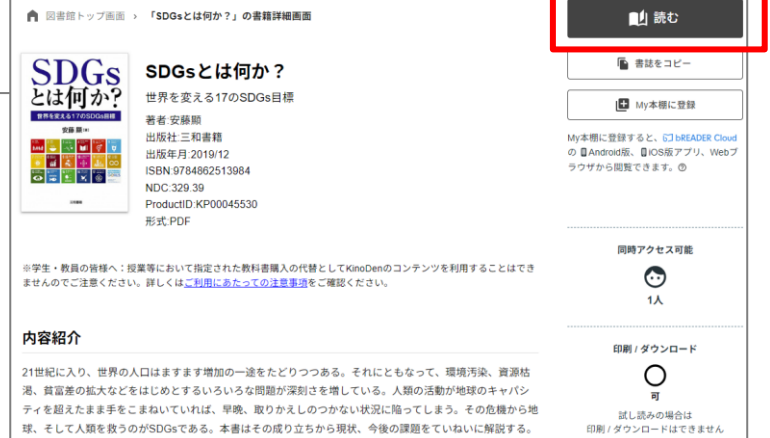 図書館トップ画面 › 「SDGsとは何か?」の書籍詳細画面
SDGs
とは何か?
世界を変える17のSDGs目標
安藤 顯
三和書籍
SDGsとは何か?
世界を変える17のSDGs目標
著者:安藤顯
出版社:三和書籍
出版年月:2019/12
ISBN:9784862513984
NDC:329.39
ProductID:KP00045530
形式:PDF
※学生・教員の皆様へ:授業等において指定された教科書購入の代替としてKinoDenのコンテンツを利用することはでき
ませんのでご注意ください。詳しくはご利用にあたっての注意事項をご確認ください。
内容紹介
21世紀に入り、世界の人口はますます増加の一途をたどりつつある。それにともなって、環境汚染、資源枯
渇、貧富差の拡大などをはじめとするいろいろな問題が深刻さを増している。人類の活動が地球のキャパシ
ティを超えたまま手をこまねいていれば、早晩、取りかえしのつかない状況に陥ってしまう。その危機から地
球、そして人類を救うのがSDGsである。本書はその成り立ちから現状、今後の課題をていねいに解説する。
読む
書誌をコピー
My本棚に登録
My本棚に登録すると、bREADER Cloud
の Android版、iOS版アプリ、Webブ
ラウザから閲覧できます。
同時アクセス可能
1人
印刷 / ダウンロード
可
試し読みの場合は
印刷 / ダウンロードはできません